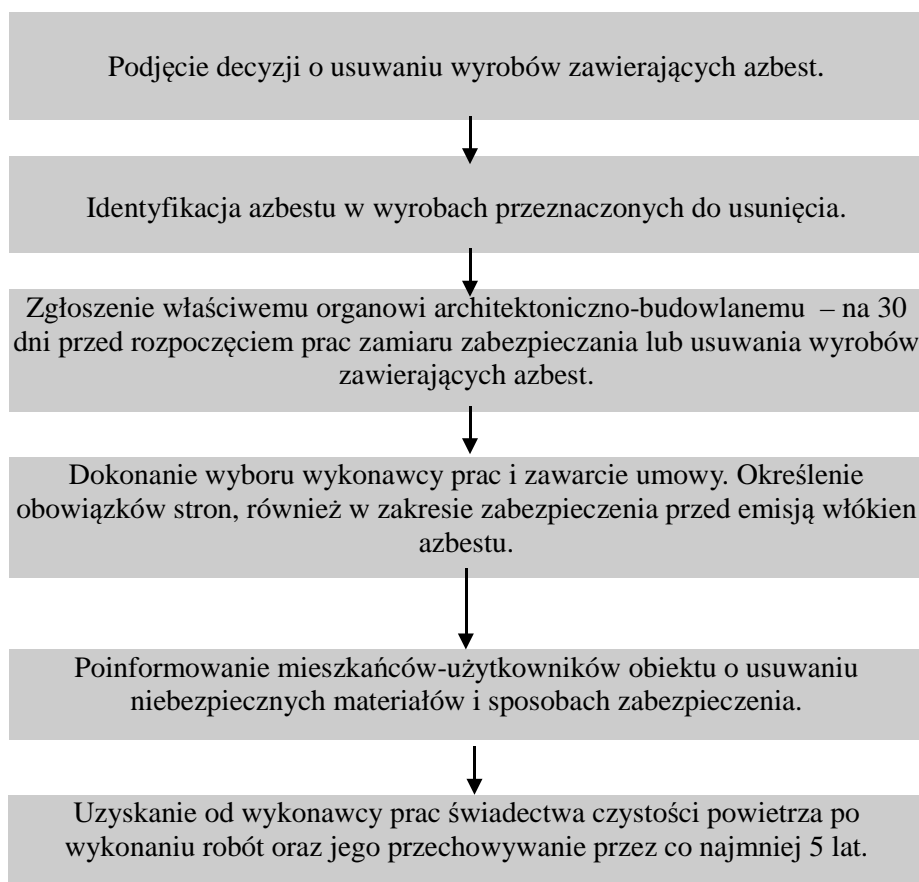 Podjęcie decyzji o usuwaniu wyrobów zawierających azbest.
Identyfikacja azbestu w wyrobach przeznaczonych do usunięcia.
Zgłoszenie właściwemu organowi architektoniczno-budowlanemu – na 30
dni przed rozpoczęciem prac zamiaru zabezpieczania lub usuwania wyrobów
zawierających azbest.
Dokonanie wyboru wykonawcy prac i zawarcie umowy. Określenie
obowiązków stron, również w zakresie zabezpieczenia przed emisją włókien
azbestu.
Poinformowanie mieszkańców-użytkowników obiektu o usuwaniu
niebezpiecznych materiałów i sposobach zabezpieczenia.
Uzyskanie od wykonawcy prac świadectwa czystości powietrza po
wykonaniu robót oraz jego przechowywanie przez co najmniej 5 lat.